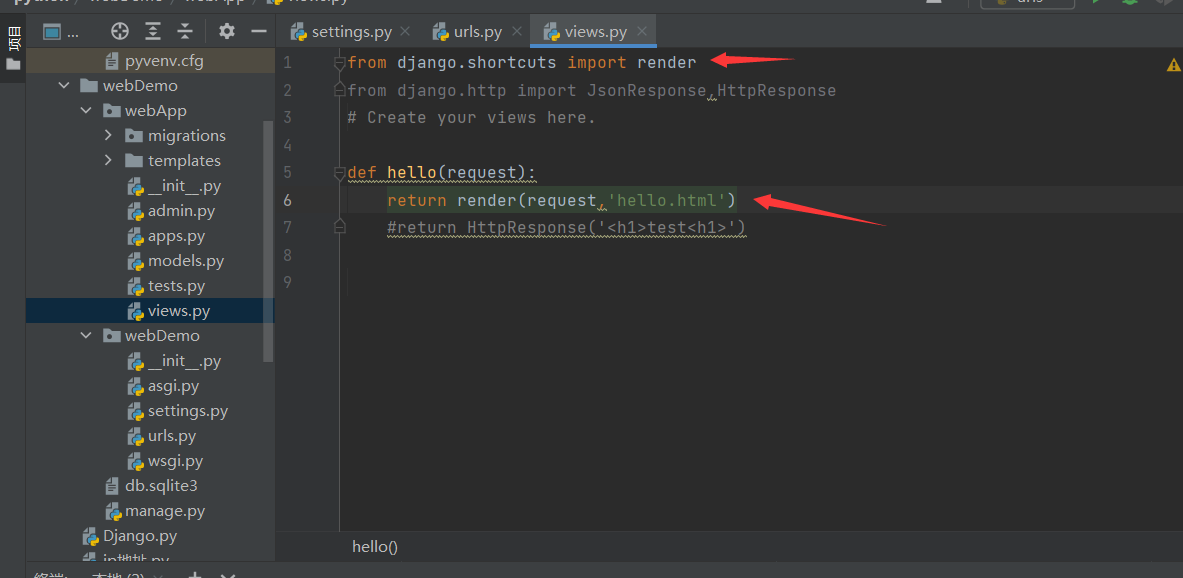 项目
...
pyvenv.cfg
webDemo
webApp
migrations
templates
__init__.py
admin.py
apps.py
models.py
tests.py
views.py
webDemo
__init__.py
asgi.py
settings.py
urls.py
wsgi.py
db.sqlite3
manage.py
Django.py
settings.py
urls.py
views.py
1 from django.shortcuts import render
2 from django.http import JsonResponse,HttpResponse
3 # Create your views here.
4
5 def hello(request):
6 return render(request,'hello.html')
7 #return HttpResponse('<h1>test<h1>')
8
9
hello()